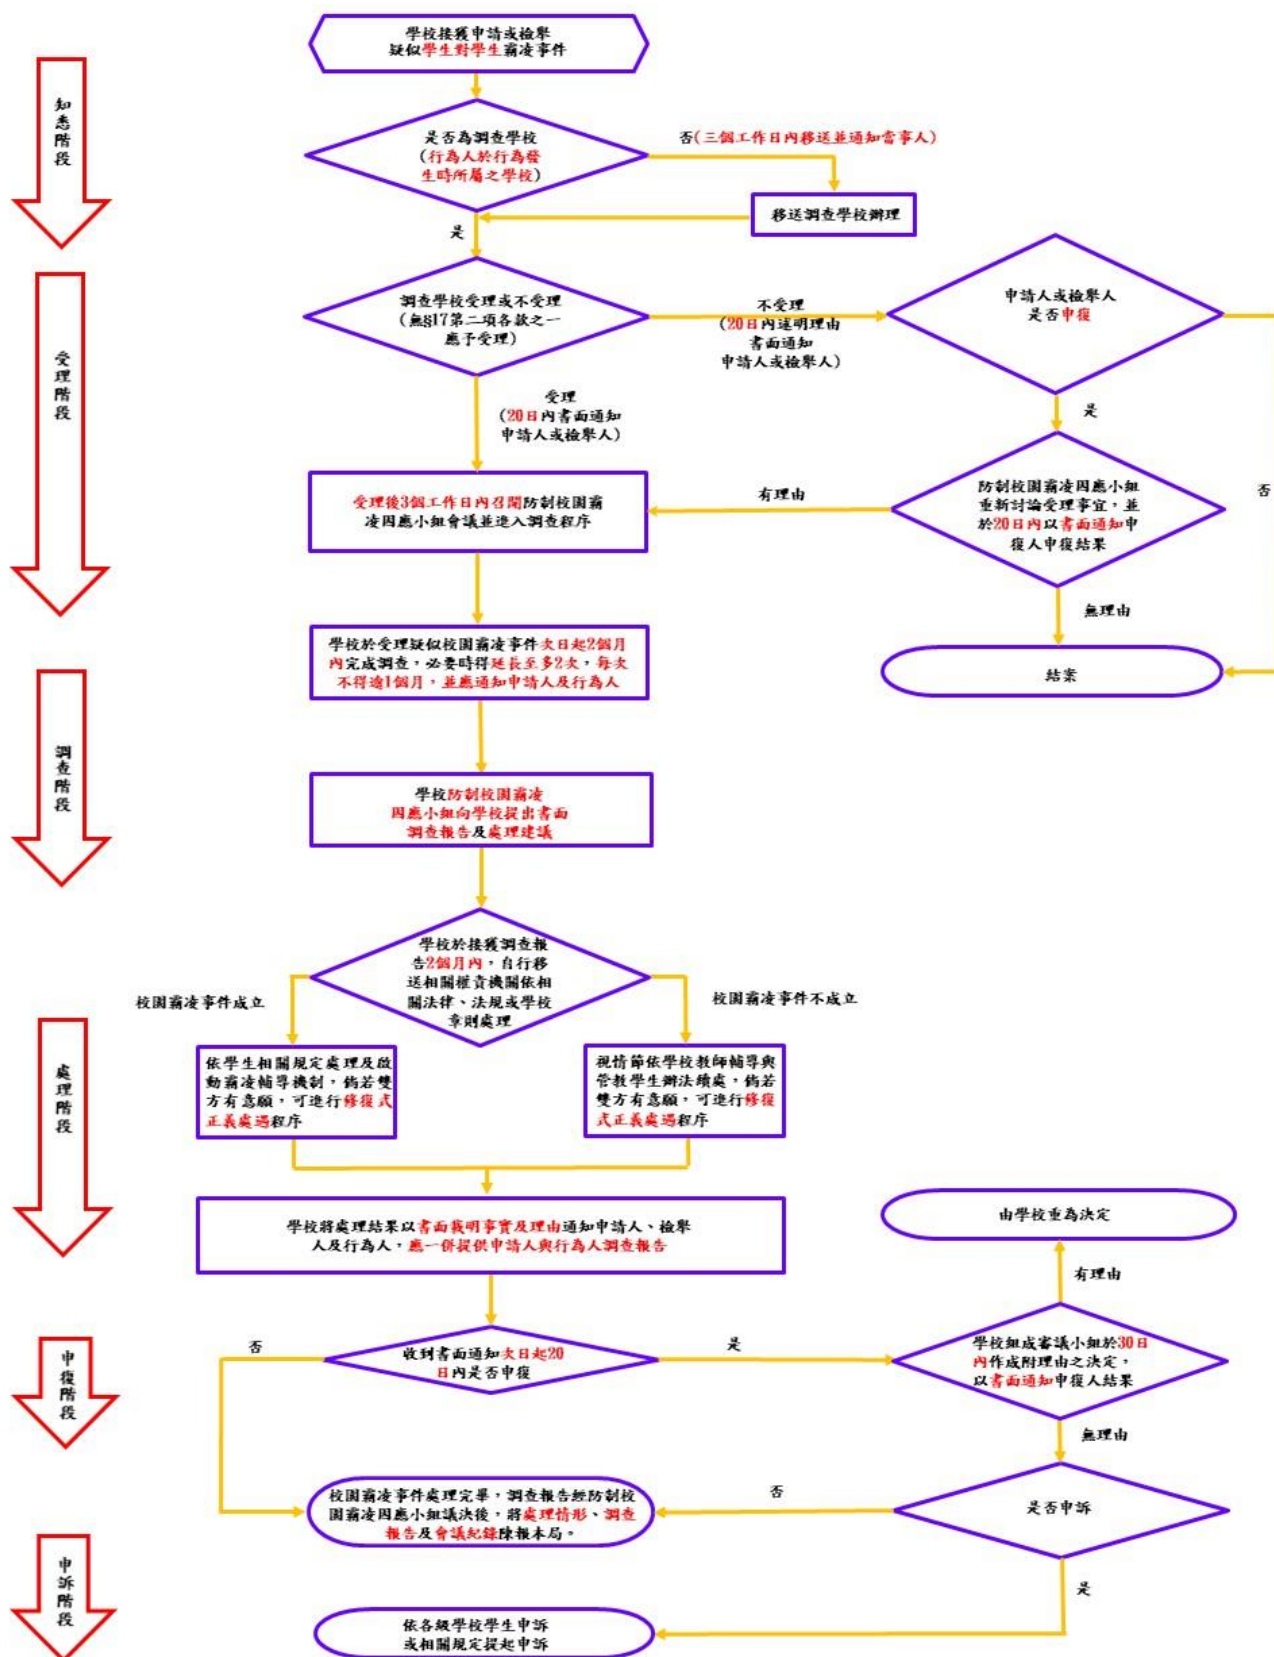 學校接獲申請或檢舉
疑似學生對學生霸凌事件
知悉階段
是否為調查學校
(行為人於行為發
生時所屬之學校)
否(三個工作日內移送並通知當事人)
移送調查學校辦理
是
受理階段
調查學校受理或不受理
(無§17第二項各款之一
應予受理)
不受理
(20日內述明理由
書面通知
申請人或檢舉人)
申請人或檢舉人
是否申復
受理
(20日內書面通知
申請人或檢舉人)
是
否
受理後3個工作日內召開防制校園霸
凌因應小組會議並進入調查程序
有理由
防制校園霸凌因應小組
重新討論受理事宜，並
於20日內以書面通知申
復人申復結果
無理由
結案
學校於受理疑似校園霸凌事件次日起2個月
內完成調查，必要時得延長至多2次，每次
不得逾1個月，並應通知申請人及行為人
調查階段
學校防制校園霸凌
因應小組向學校提出書面
調查報告及處理建議
學校於接獲調查報
告2個月內，自行移
送相關權責機關依相
關法律、法規或學校
章則處理
校園霸凌事件成立
校園霸凌事件不成立
處理階段
依學生相關規定處理及啟
動霸凌輔導機制，倘若雙
方有意願，可進行修復式
正義處遇程序
視情節依學校教師輔導與
管教學生辦法續處，倘若
雙方有意願，可進行修復
式正義處遇程序
學校將處理結果以書面載明事實及理由通知申請人、檢舉
人及行為人，應一併提供申請人與行為人調查報告
由學校重為決定
有理由
申復階段
收到書面通知次日起20
日內是否申復
否
是
學校組成審議小組於30日
內作成附理由之決定，
以書面通知申復人結果
無理由
校園霸凌事件處理完畢，調查報告經防制校
園霸凌因應小組議決後，將處理情形、調查
報告及會議紀錄陳報本局。
否
是否申訴
是
申訴階段
依各級學校學生申訴
或相關規定提起申訴